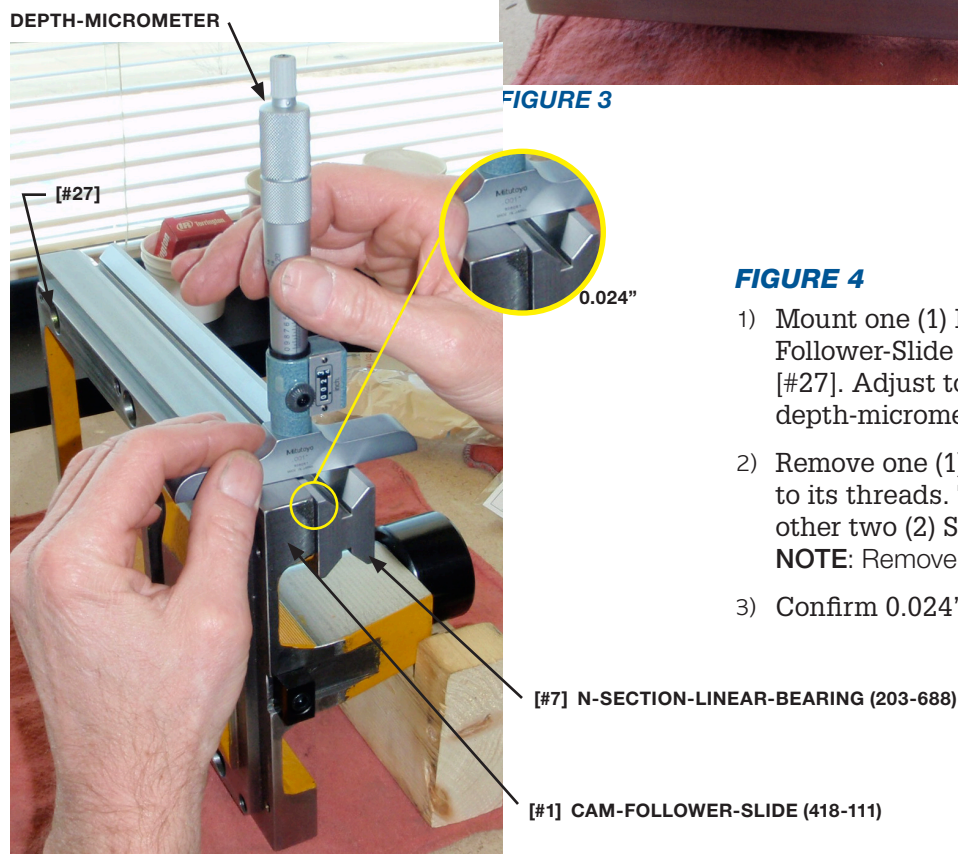 DEPTH-MICROMETER
FIGURE 3
[#27]
Mitutoyo
0.024”
FIGURE 4
1) Mount one (1)
Follower-Slide
[#27]. Adjust to
depth-microme
2) Remove one (1)
to its threads.
other two (2) S
NOTE: Remove
3) Confirm 0.024”
Mitutoyo
[#7] N-SECTION-LINEAR-BEARING (203-688)
[#1] CAM-FOLLOWER-SLIDE (418-111)